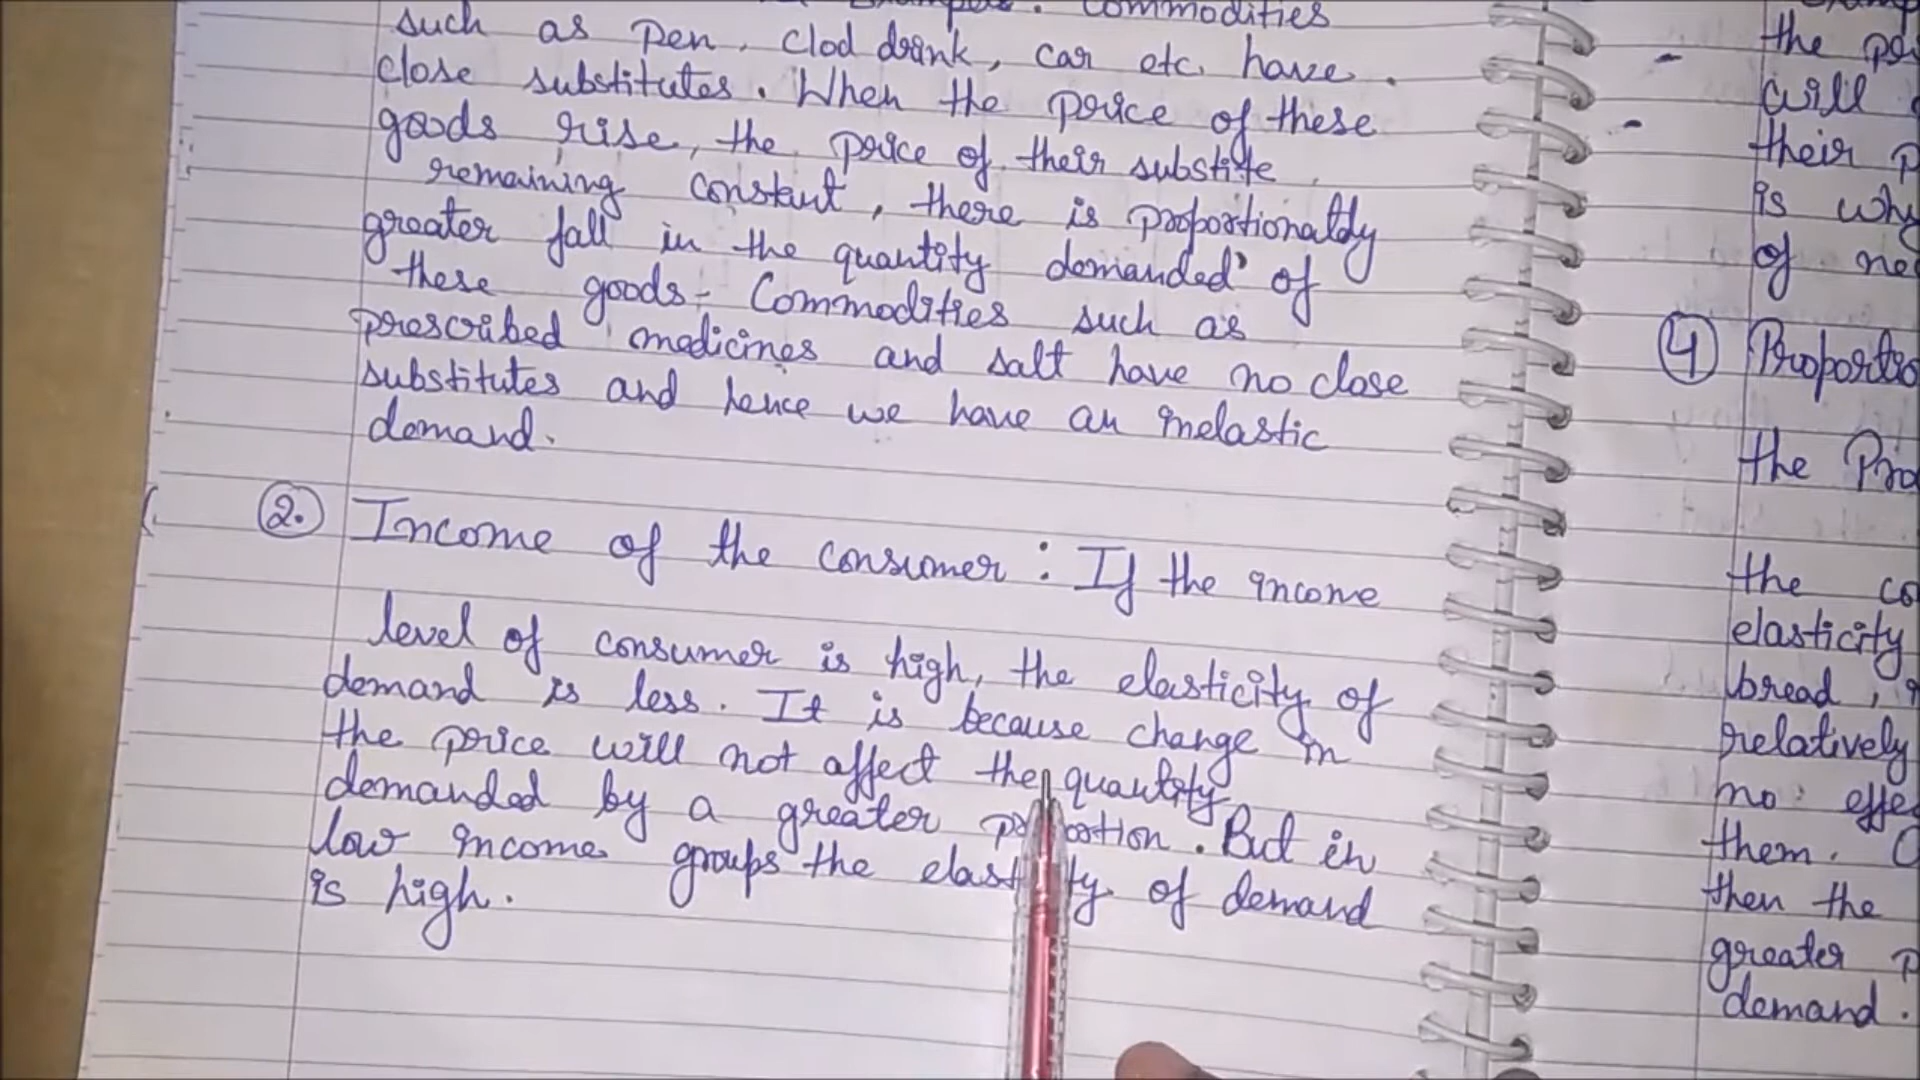 Commodities
such as Pen, Clod drink, car etc. have
close substitutes. When the price of these
goods rise, the price of their substite
remaining constant, there is proportionaldy
greater fall in the quantity demanded of
these goods- Commodities such as
prescribed medicines and salt have no close
substitutes and hence we have an inelastic
demand.
2. Income of the consumer: If the income
level of consumer is high, the elasticity of
demand is less. It is because change in
the price will not affect the quantity
demanded by a greater proportion. But in
low income groups the elasticity of demand
is high.
the
will
their
is why
of
4
the
the
elasticity
bread,
relatively
no
them.
then the
greater
demand.